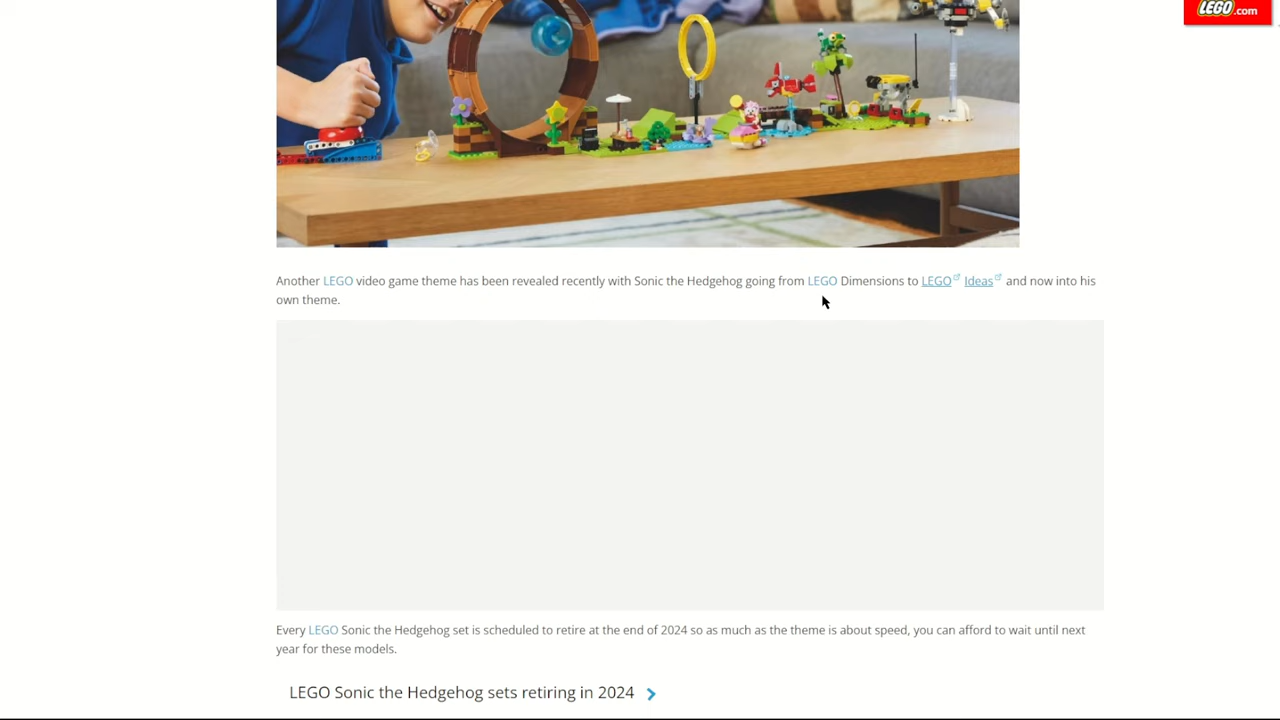 LEGO.com
Another LEGO video game theme has been revealed recently with Sonic the Hedgehog going from LEGO Dimensions to LEGO Ideas and now into his
own theme.
Every LEGO Sonic the Hedgehog set is scheduled to retire at the end of 2024 so as much as the theme is about speed, you can afford to wait until next
year for these models.
LEGO Sonic the Hedgehog sets retiring in 2024